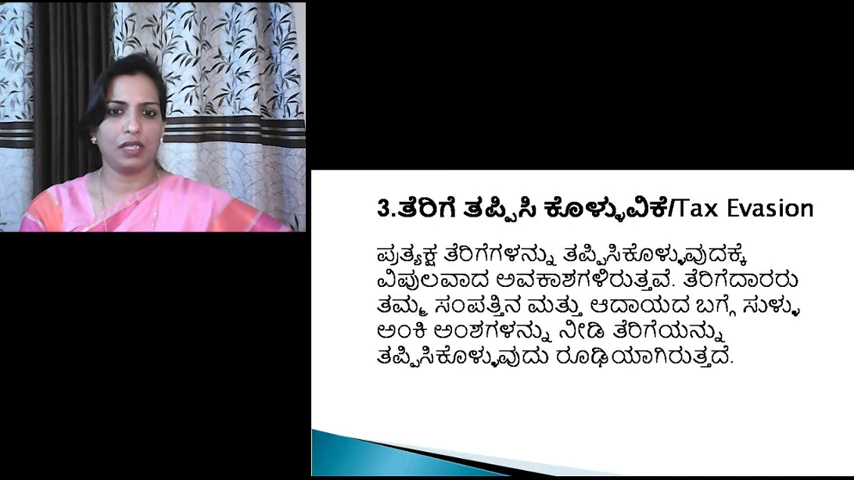 3.ತೆರಿಗೆ ತಪ್ಪಿಸಿ ಕೊಳ್ಳುವಿಕೆ/Tax Evasion
ಪ್ರತ್ಯಕ್ಷ ತೆರಿಗೆಗಳನ್ನು ತಪ್ಪಿಸಿಕೊಳ್ಳುವುದಕ್ಕೆ
ವಿಪುಲವಾದ ಅವಕಾಶಗಳಿರುತ್ತವೆ. ತೆರಿಗೆದಾರರು
ತಮ್ಮ ಸಂಪತ್ತಿನ ಮತ್ತು ಆದಾಯದ ಬಗ್ಗೆ ಸುಳ್ಳು
ಅಂಕಿ ಅಂಶಗಳನ್ನು ನೀಡಿ ತೆರಿಗೆಯನ್ನು
ತಪ್ಪಿಸಿಕೊಳ್ಳುವುದು ರೂಢಿಯಾಗಿರುತ್ತದೆ.